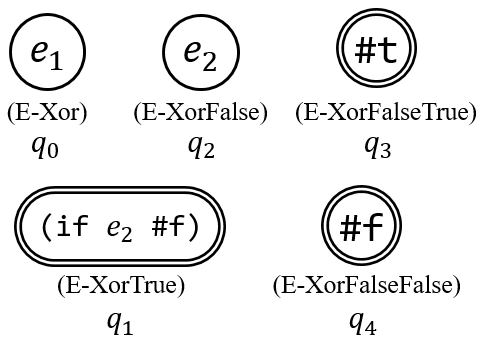 e₁ e₂ #t
(E-Xor) (E-XorFalse) (E-XorFalseTrue)
q₀ q₂ q₃
(if e₂ #f) #f
(E-XorTrue) (E-XorFalseFalse)
q₁ q₄